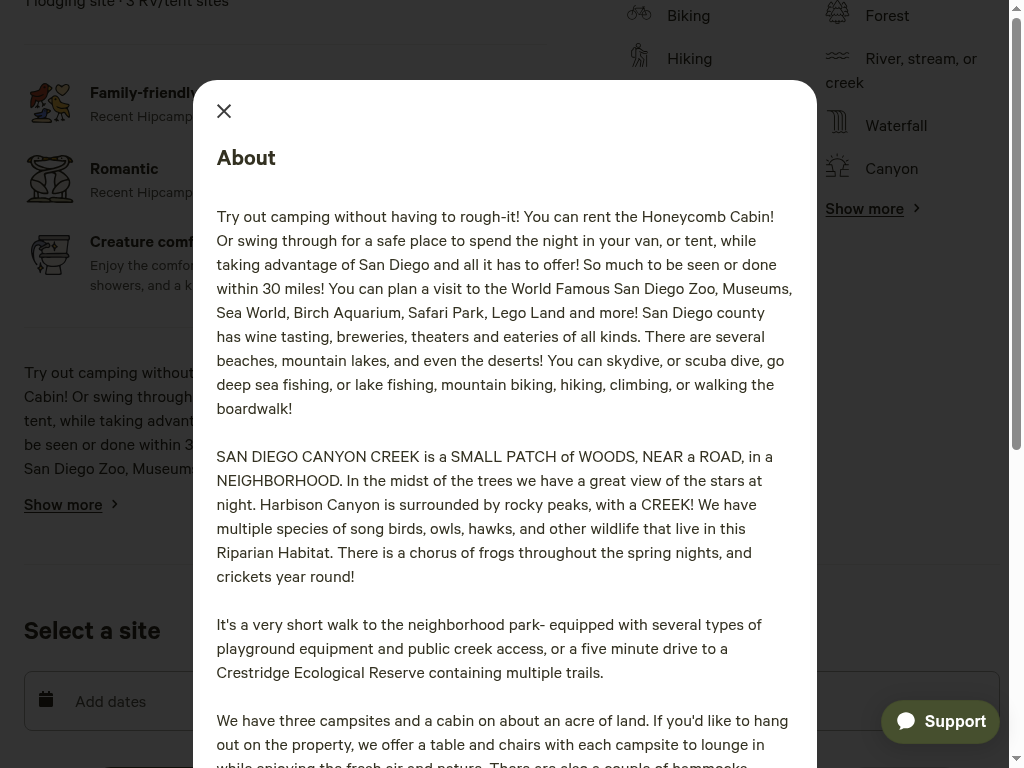 1 lodging site · 3 RV/tent sites
Biking
Forest
Hiking
River, stream, or
creek
Family-friendly
Recent Hipcamp
Waterfall
Romantic
Recent Hipcamp
Canyon
Show more
Creature comf
Enjoy the comfo
showers, and a k
Try out camping without
Cabin! Or swing through
tent, while taking advant
be seen or done within 3
San Diego Zoo, Museums
Show more
Select a site
Add dates
About
Try out camping without having to rough-it! You can rent the Honeycomb Cabin!
Or swing through for a safe place to spend the night in your van, or tent, while
taking advantage of San Diego and all it has to offer! So much to be seen or done
within 30 miles! You can plan a visit to the World Famous San Diego Zoo, Museums,
Sea World, Birch Aquarium, Safari Park, Lego Land and more! San Diego county
has wine tasting, breweries, theaters and eateries of all kinds. There are several
beaches, mountain lakes, and even the deserts! You can skydive, or scuba dive, go
deep sea fishing, or lake fishing, mountain biking, hiking, climbing, or walking the
boardwalk!
SAN DIEGO CANYON CREEK is a SMALL PATCH of WOODS, NEAR a ROAD, in a
NEIGHBORHOOD. In the midst of the trees we have a great view of the stars at
night. Harbison Canyon is surrounded by rocky peaks, with a CREEK! We have
multiple species of song birds, owls, hawks, and other wildlife that live in this
Riparian Habitat. There is a chorus of frogs throughout the spring nights, and
crickets year round!
It's a very short walk to the neighborhood park- equipped with several types of
playground equipment and public creek access, or a five minute drive to a
Crestridge Ecological Reserve containing multiple trails.
We have three campsites and a cabin on about an acre of land. If you'd like to hang
out on the property, we offer a table and chairs with each campsite to lounge in
while enjoying the fresh air and nature. There are also a couple of hammocks
Support